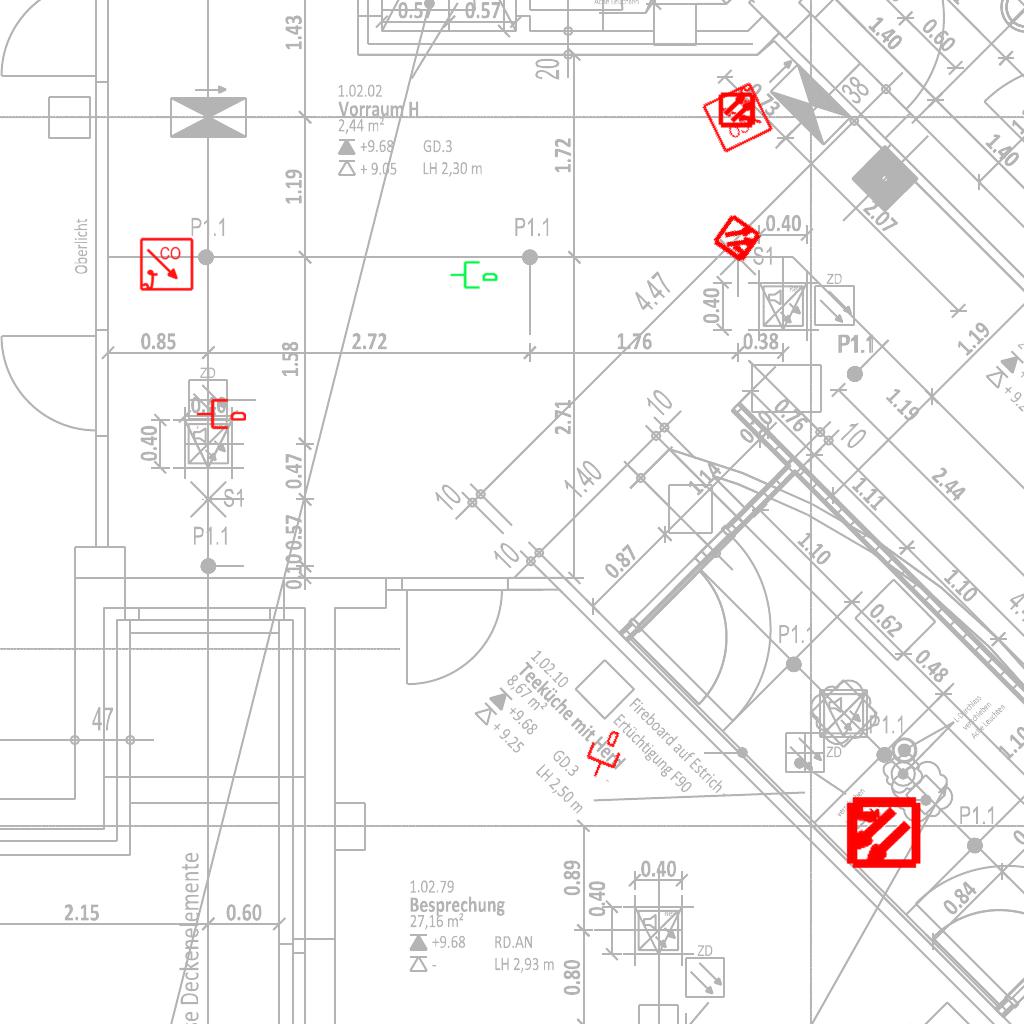 0.57
0.57
1.43
20
1.40
0.60
38
1.40
1.02.02
Vorraum H
2,44 m²
+9.68
GD.3
+ 9.05
LH 2,30 m
1.72
1.19
2.07
Oberlicht
P1.1
P1.1
0.40
S1
CO
ZD
4.47
0.40
1.19
0.85
2.72
1.58
1.76
0.38
P1.1
ZD
0.40
2.71
10
0.76
1.19
10
0.47
1.40
1.14
2.44
10
S1
1.11
0.57
P1.1
10
1.10
0.87
0.10
1.10
0.62
P1.1
0.48
1.02.10
Teeküche mit Herd
8,67 m²
+9.68
GD.3
+ 9.25
LH 2,50 m
Fireboard auf Estrich
Ertüchtigung F90
47
P1.1
ZD
1.10
P1.1
0.89
0.40
0.40
0.84
1.02.79
Besprechung
27,16 m²
+9.68
RD.AN
-
LH 2,93 m
2.15
0.60
se Deckenelemente
0.80
ZD